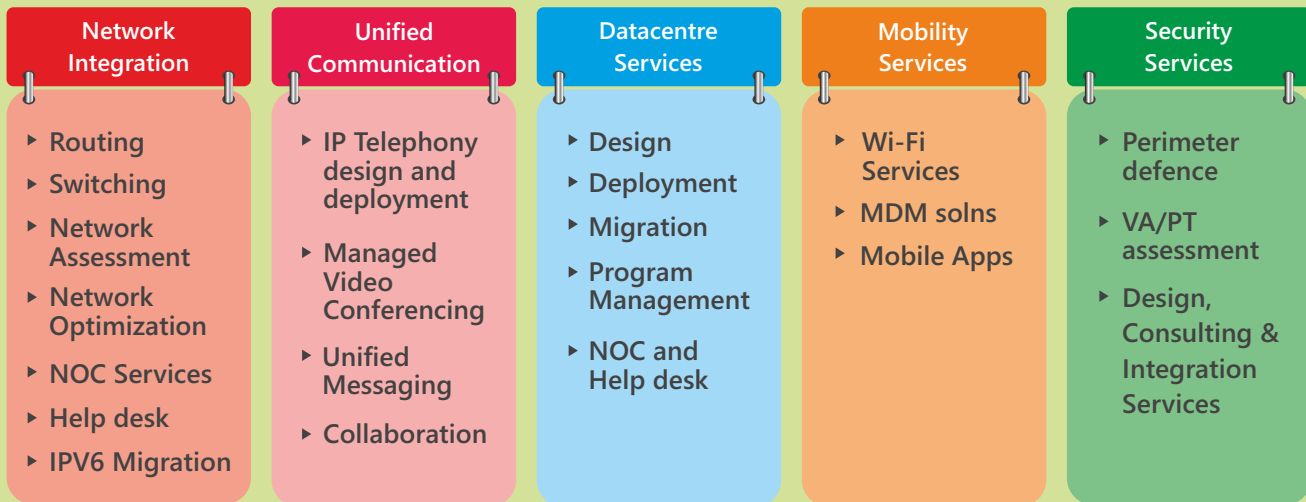 Network
Integration
Routing
Switching
Network
Assessment
Network
Optimization
NOC Services
Help desk
IPV6 Migration
Unified
Communication
IP Telephony
design and
deployment
Managed
Video
Conferencing
Unified
Messaging
Collaboration
Datacentre
Services
Design
Deployment
Migration
Program
Management
NOC and
Help desk
Mobility
Services
Wi-Fi
Services
MDM solns
Mobile Apps
Security
Services
Perimeter
defence
VA/PT
assessment
Design,
Consulting &
Integration
Services